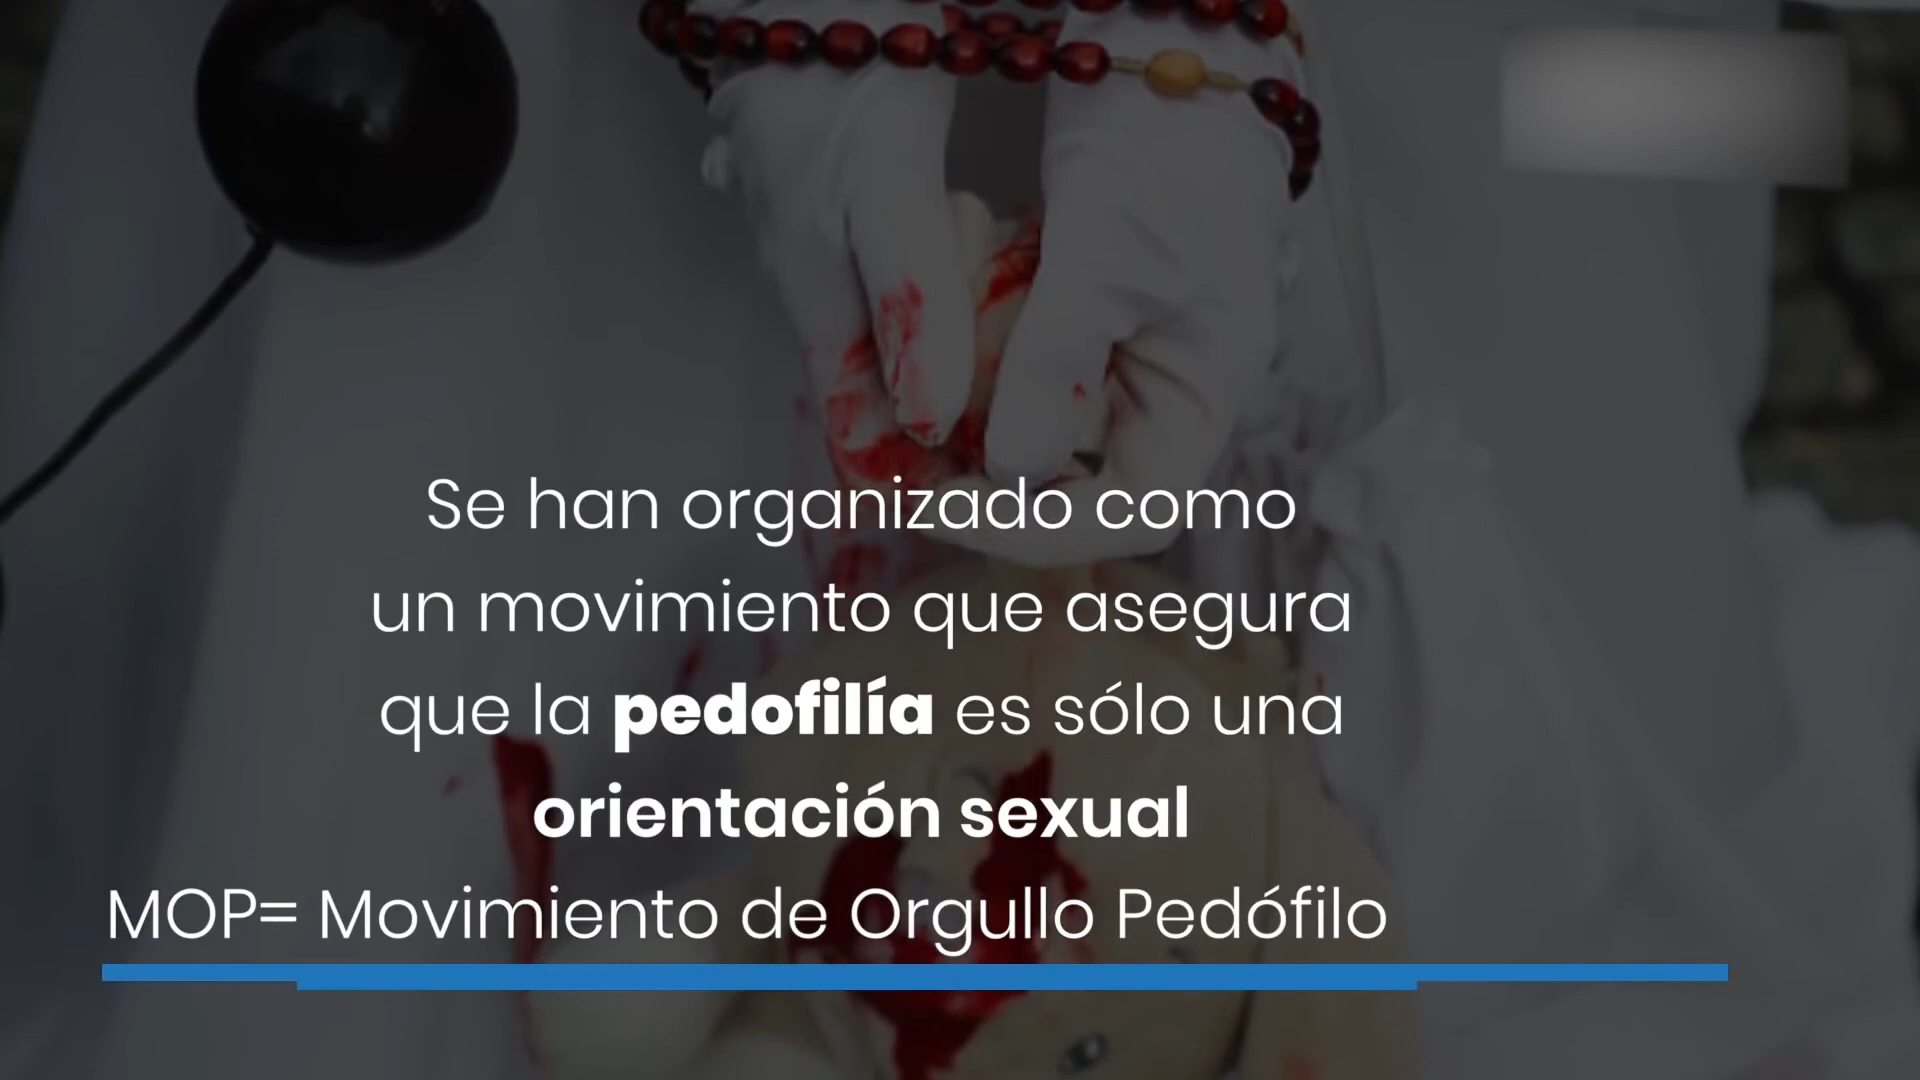 Se han organizado como
un movimiento que asegura
que la pedofilía es sólo una
orientación sexual
MOP= Movimiento de Orgullo Pedófilo